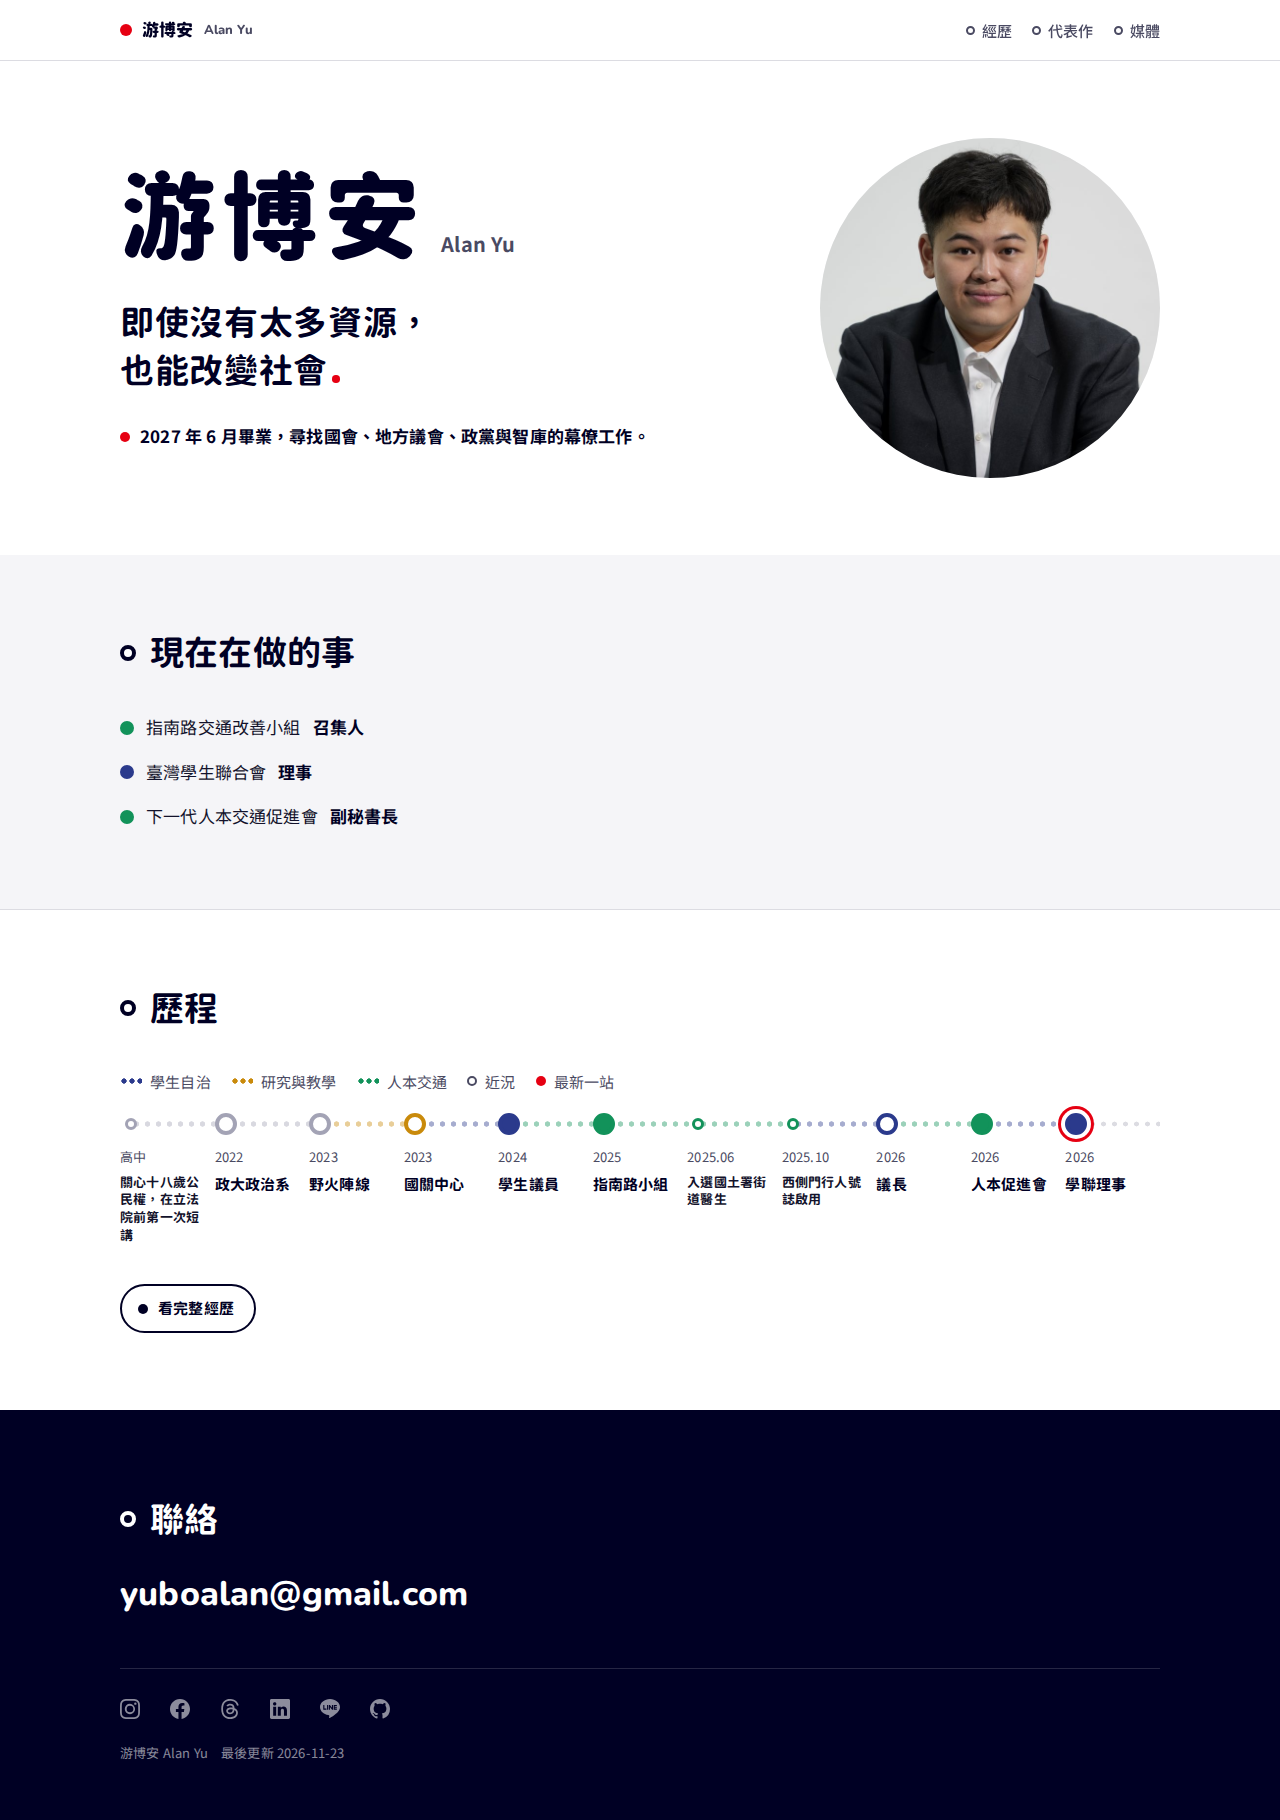 游博安 Alan Yu
經歷 代表作 媒體
游博安 Alan Yu
即使沒有太多資源，
也能改變社會.
2027 年 6 月畢業，尋找國會、地方議會、政黨與智庫的幕僚工作。
現在在做的事
指南路交通改善小組 召集人
臺灣學生聯合會 理事
下一代人本交通促進會 副秘書長
歷程
學生自治 研究與教學 人本交通 近況 最新一站
高中
關心十八歲公
民權，在立法
院前第一次短
講
2022
政大政治系
2023
野火陣線
2023
國關中心
2024
學生議員
2025
指南路小組
2025.06
入選國土署街
道醫生
2025.10
西側門行人號
誌啟用
2026
議長
2026
人本促進會
2026
學聯理事
看完整經歷
聯絡
yuboalan@gmail.com
游博安 Alan Yu 最後更新 2026-11-23